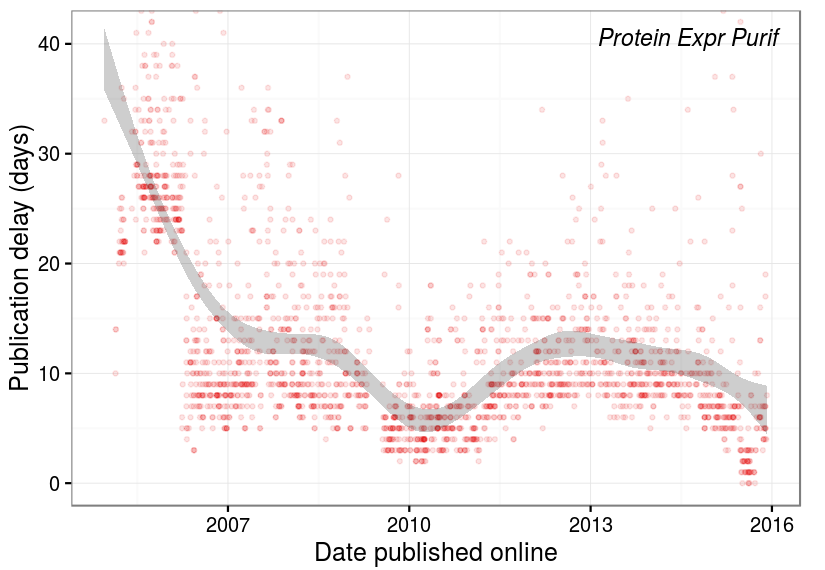 Protein Expr Purif
40
30
20
10
0
Publication delay (days)
2007 2010 2013 2016
Date published online